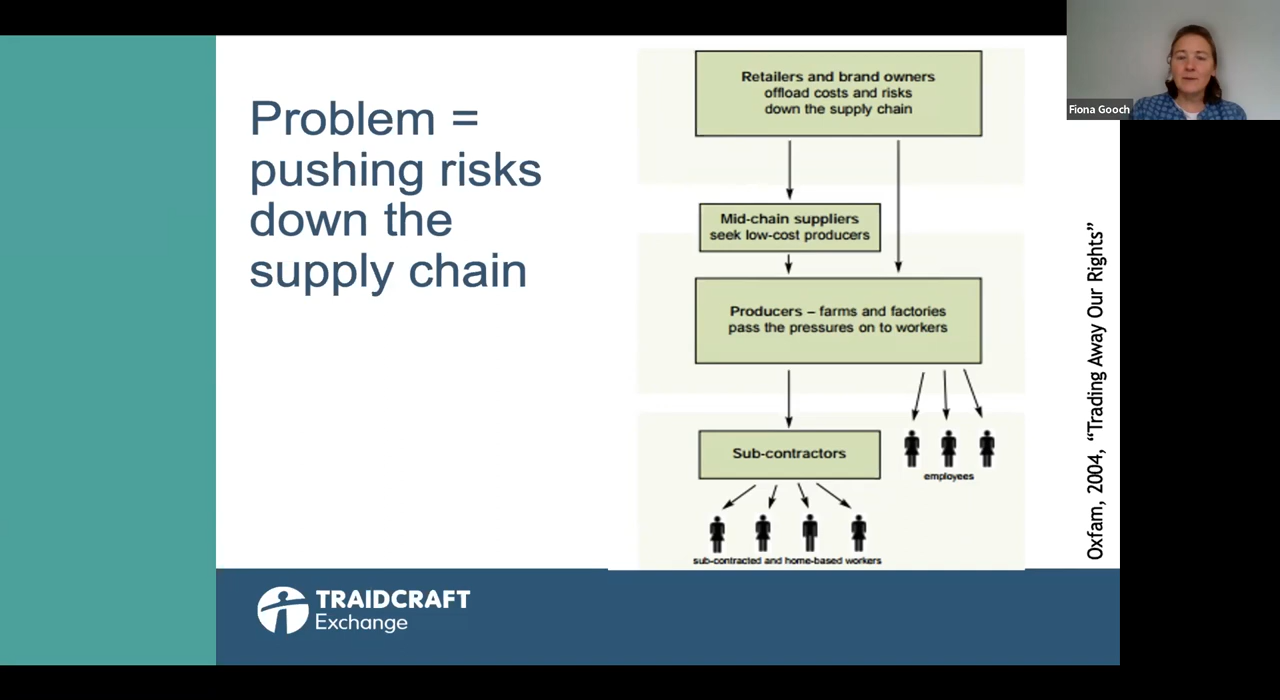 Problem =
pushing risks
down the
supply chain
Retailers and brand owners
offload costs and risks
down the supply chain
Mid-chain suppliers
seek low-cost producers
Producers – farms and factories
pass the pressures on to workers
Sub-contractors
employees
sub-contracted and home-based workers
Oxfam, 2004, “Trading Away Our Rights”
Fiona Gooch
TRAIDCRAFT
Exchange